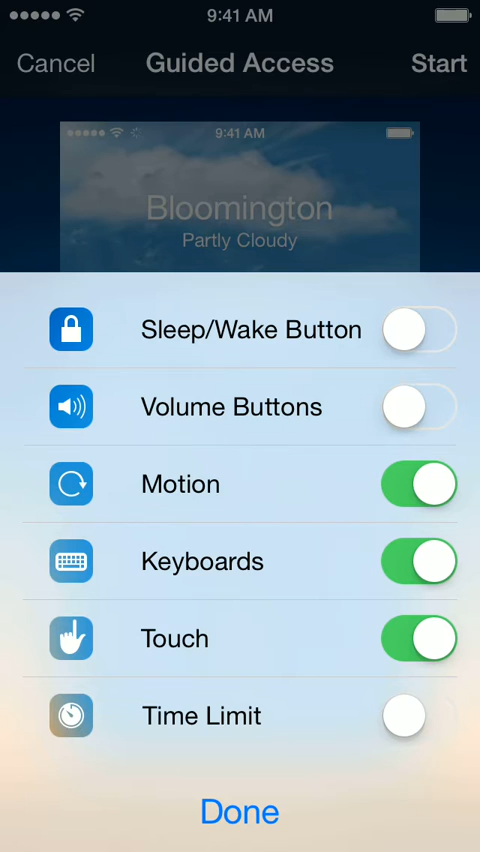 9:41 AM
Cancel Guided Access Start
9:41 AM
Bloomington
Partly Cloudy
Sleep/Wake Button
Volume Buttons
Motion
Keyboards
Touch
Time Limit
Done